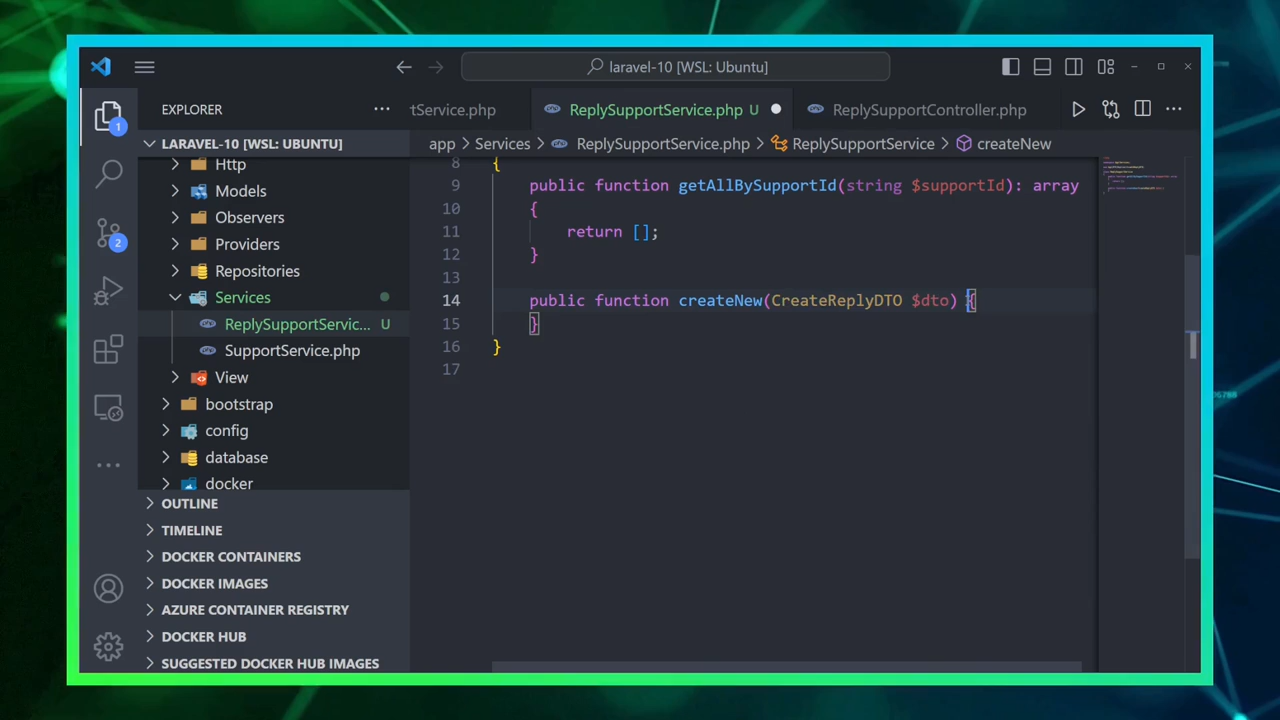 laravel-10 [WSL: Ubuntu]
EXPLORER
tService.php
ReplySupportService.php U
ReplySupportController.php
LARAVEL-10 [WSL: UBUNTU]
app > Services > ReplySupportService.php > ReplySupportService > createNew
1
2
Http
Models
Observers
Providers
Repositories
Services
ReplySupportServic... U
SupportService.php
View
bootstrap
config
database
docker
OUTLINE
TIMELINE
DOCKER CONTAINERS
DOCKER IMAGES
AZURE CONTAINER REGISTRY
DOCKER HUB
SUGGESTED DOCKER HUB IMAGES
8 {
9 public function getAllBySupportId(string $supportId): array
10 {
11 return [];
12 }
13
14 public function createNew(CreateReplyDTO $dto) {
15 }
16 }
17